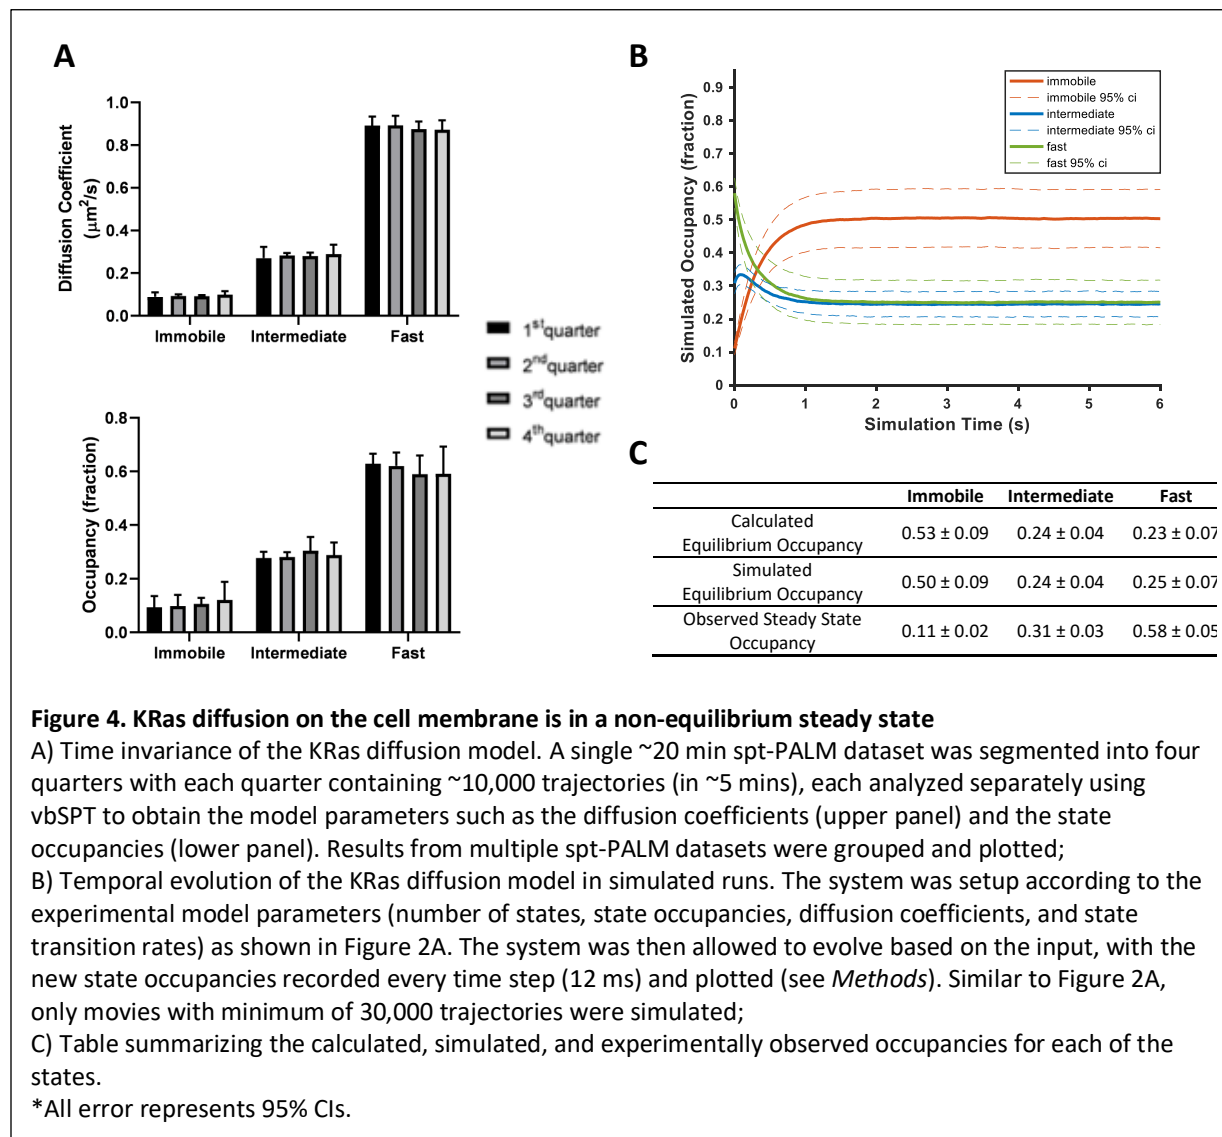 A
Diffusion Coefficient
(μm²/s)
1.0
0.8
0.6
0.4
0.2
0.0
Immobile Intermediate Fast
1st quarter
2nd quarter
3rd quarter
4th quarter
Occupancy (fraction)
0.8
0.6
0.4
0.2
0.0
Immobile Intermediate Fast
B
Simulated Occupancy (fraction)
0.9
0.8
0.7
0.6
0.5
0.4
0.3
0.2
0.1
0
immobile
immobile 95% ci
intermediate
intermediate 95% ci
fast
fast 95% ci
0 1 2 3 4 5 6
Simulation Time (s)
C
Immobile Intermediate Fast
Calculated
Equilibrium Occupancy 0.53 ± 0.09 0.24 ± 0.04 0.23 ± 0.07
Simulated
Equilibrium Occupancy 0.50 ± 0.09 0.24 ± 0.04 0.25 ± 0.07
Observed Steady State
Occupancy 0.11 ± 0.02 0.31 ± 0.03 0.58 ± 0.05
Figure 4. KRas diffusion on the cell membrane is in a non-equilibrium steady state
A) Time invariance of the KRas diffusion model. A single ~20 min spt-PALM dataset was segmented into four
quarters with each quarter containing ~10,000 trajectories (in ~5 mins), each analyzed separately using
vbSPT to obtain the model parameters such as the diffusion coefficients (upper panel) and the state
occupancies (lower panel). Results from multiple spt-PALM datasets were grouped and plotted;
B) Temporal evolution of the KRas diffusion model in simulated runs. The system was setup according to the
experimental model parameters (number of states, state occupancies, diffusion coefficients, and state
transition rates) as shown in Figure 2A. The system was then allowed to evolve based on the input, with the
new state occupancies recorded every time step (12 ms) and plotted (see Methods). Similar to Figure 2A,
only movies with minimum of 30,000 trajectories were simulated;
C) Table summarizing the calculated, simulated, and experimentally observed occupancies for each of the
states.
*All error represents 95% CIs.